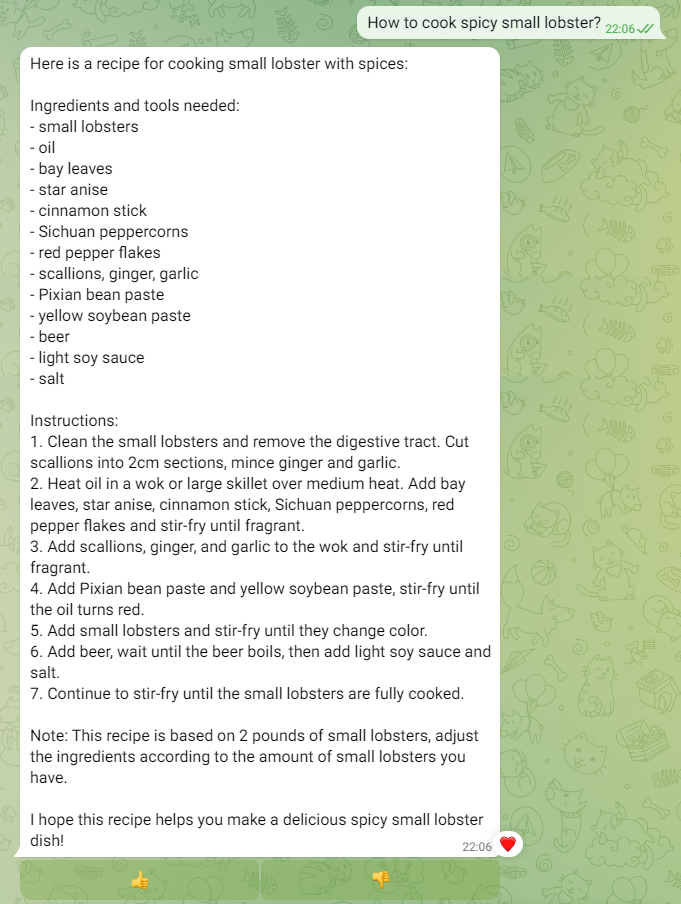 How to cook spicy small lobster? 22:06
Here is a recipe for cooking small lobster with spices:
Ingredients and tools needed:
- small lobsters
- oil
- bay leaves
- star anise
- cinnamon stick
- Sichuan peppercorns
- red pepper flakes
- scallions, ginger, garlic
- Pixian bean paste
- yellow soybean paste
- beer
- light soy sauce
- salt
Instructions:
1. Clean the small lobsters and remove the digestive tract. Cut
scallions into 2cm sections, mince ginger and garlic.
2. Heat oil in a wok or large skillet over medium heat. Add bay
leaves, star anise, cinnamon stick, Sichuan peppercorns, red
pepper flakes and stir-fry until fragrant.
3. Add scallions, ginger, and garlic to the wok and stir-fry until
fragrant.
4. Add Pixian bean paste and yellow soybean paste, stir-fry until
the oil turns red.
5. Add small lobsters and stir-fry until they change color.
6. Add beer, wait until the beer boils, then add light soy sauce and
salt.
7. Continue to stir-fry until the small lobsters are fully cooked.
Note: This recipe is based on 2 pounds of small lobsters, adjust
the ingredients according to the amount of small lobsters you
have.
I hope this recipe helps you make a delicious spicy small lobster
dish!
22:06